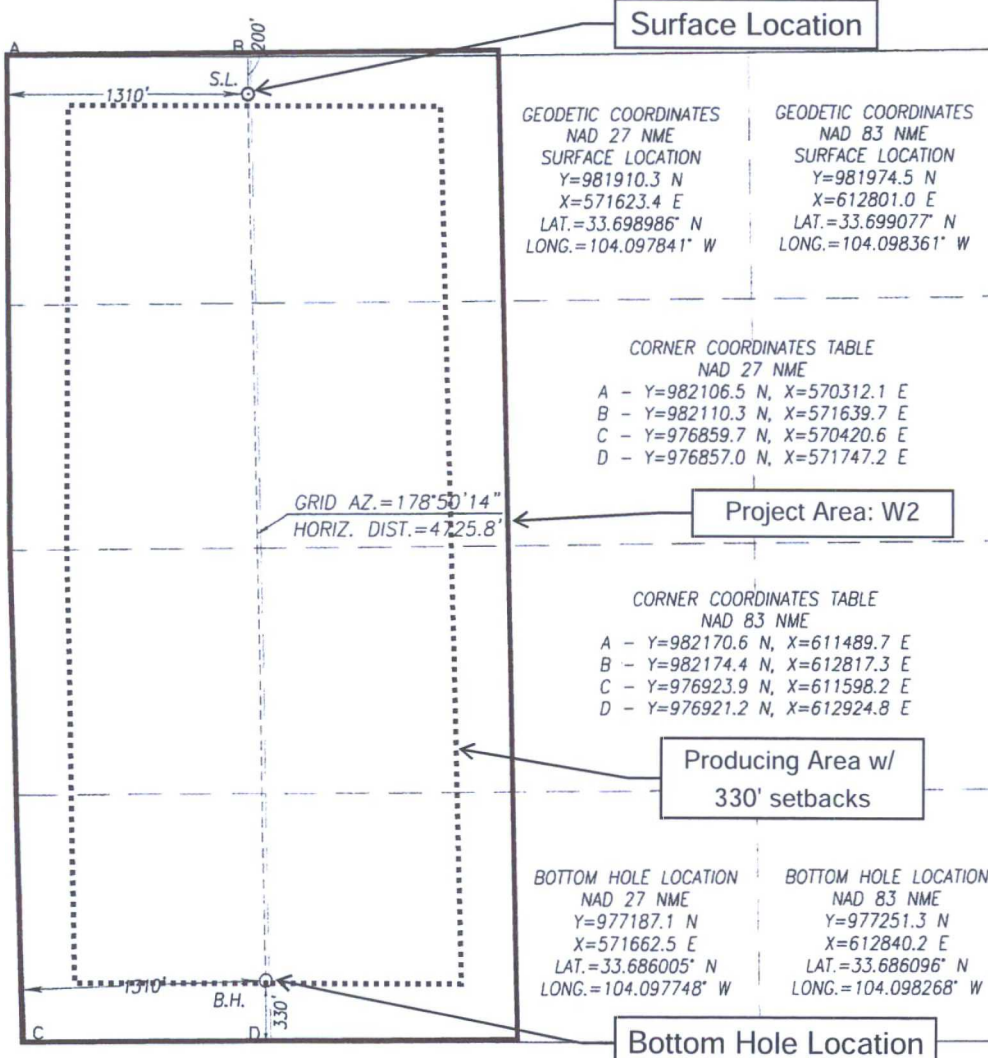 Surface Location
A
B
200'
S.L.
1310'
GEODETIC COORDINATES
NAD 27 NME
SURFACE LOCATION
Y=981910.3 N
X=571623.4 E
LAT.=33.698986° N
LONG.=104.097841° W
GEODETIC COORDINATES
NAD 83 NME
SURFACE LOCATION
Y=981974.5 N
X=612801.0 E
LAT.=33.699077° N
LONG.=104.098361° W
CORNER COORDINATES TABLE
NAD 27 NME
A - Y=982106.5 N, X=570312.1 E
B - Y=982110.3 N, X=571639.7 E
C - Y=976859.7 N, X=570420.6 E
D - Y=976857.0 N, X=571747.2 E
GRID AZ.=178°50'14"
HORIZ. DIST.=4725.8'
Project Area: W2
CORNER COORDINATES TABLE
NAD 83 NME
A - Y=982170.6 N, X=611489.7 E
B - Y=982174.4 N, X=612817.3 E
C - Y=976923.9 N, X=611598.2 E
D - Y=976921.2 N, X=612924.8 E
Producing Area w/
330' setbacks
BOTTOM HOLE LOCATION
NAD 27 NME
Y=977187.1 N
X=571662.5 E
LAT.=33.686005° N
LONG.=104.097748° W
BOTTOM HOLE LOCATION
NAD 83 NME
Y=977251.3 N
X=612840.2 E
LAT.=33.686096° N
LONG.=104.098268° W
1310'
B.H.
330'
C
D
Bottom Hole Location